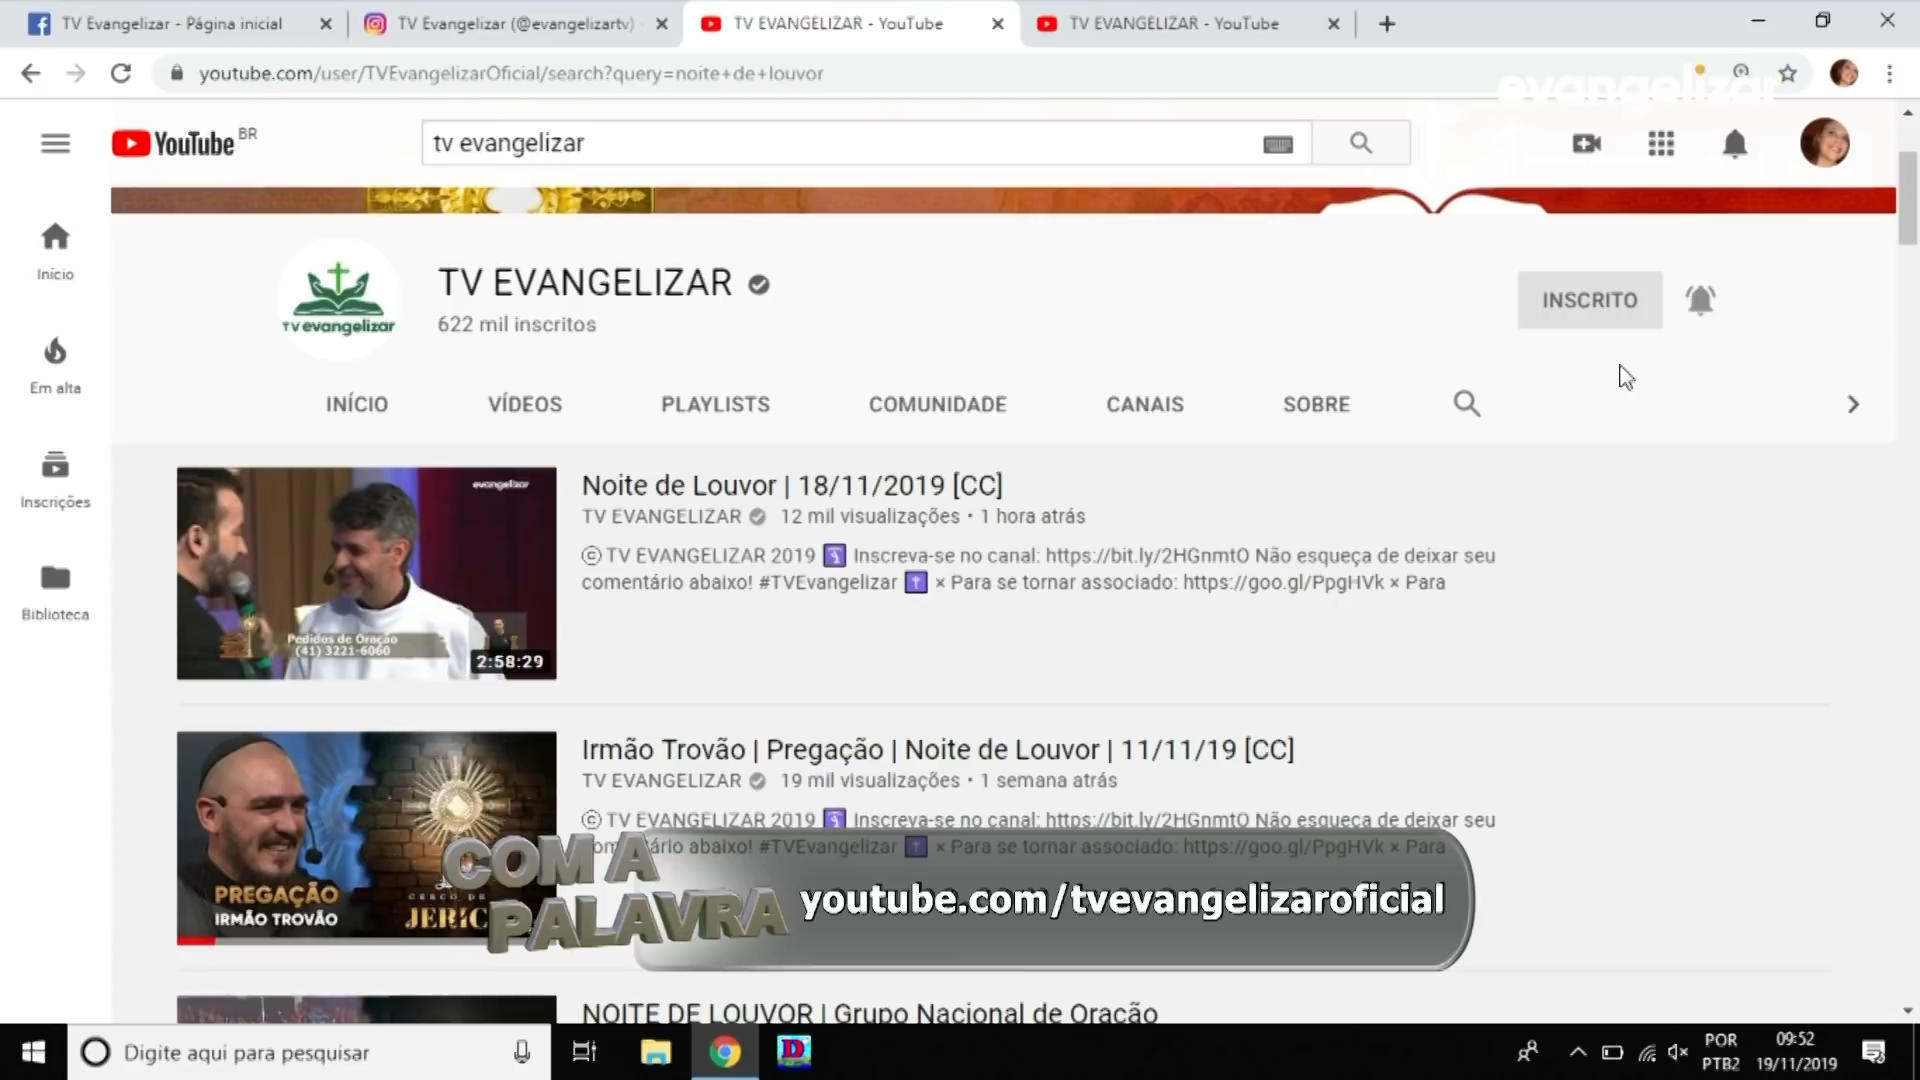 TV Evangelizar - Página inicial
TV Evangelizar (@evangelizartv)
TV EVANGELIZAR - YouTube
TV EVANGELIZAR - YouTube
youtube.com/user/TVEvangelizarOficial/search?query=noite+de+louvor
evangelizar
YouTube BR
tv evangelizar
Início
Em alta
Inscrições
Biblioteca
TV evangelizar
TV EVANGELIZAR
622 mil inscritos
INSCRITO
INÍCIO
VÍDEOS
PLAYLISTS
COMUNIDADE
CANAIS
SOBRE
evangelizar
Pedidos de Oração
(41) 3221-6060
2:58:29
Noite de Louvor | 18/11/2019 [CC]
TV EVANGELIZAR 12 mil visualizações • 1 hora atrás
© TV EVANGELIZAR 2019 Inscreva-se no canal: https://bit.ly/2HGnmtO Não esqueça de deixar seu
comentário abaixo! #TVEvangelizar × Para se tornar associado: https://goo.gl/PpgHVk × Para
PREGAÇÃO
IRMÃO TROVÃO
CERCO DE
JERIC
Irmão Trovão | Pregação | Noite de Louvor | 11/11/19 [CC]
TV EVANGELIZAR 19 mil visualizações • 1 semana atrás
© TV EVANGELIZAR 2019 Inscreva-se no canal: https://bit.ly/2HGnmtO Não esqueça de deixar seu
abaixo! #TVEvangelizar × Para se tornar associado: https://goo.gl/PpgHVk × Para
COM A
PALAVRA
youtube.com/tvevangelizaroficial
NOITE DE LOUVOR | Grupo Nacional de Oração
Digite aqui para pesquisar
D
POR
PTB2
09:52
19/11/2019